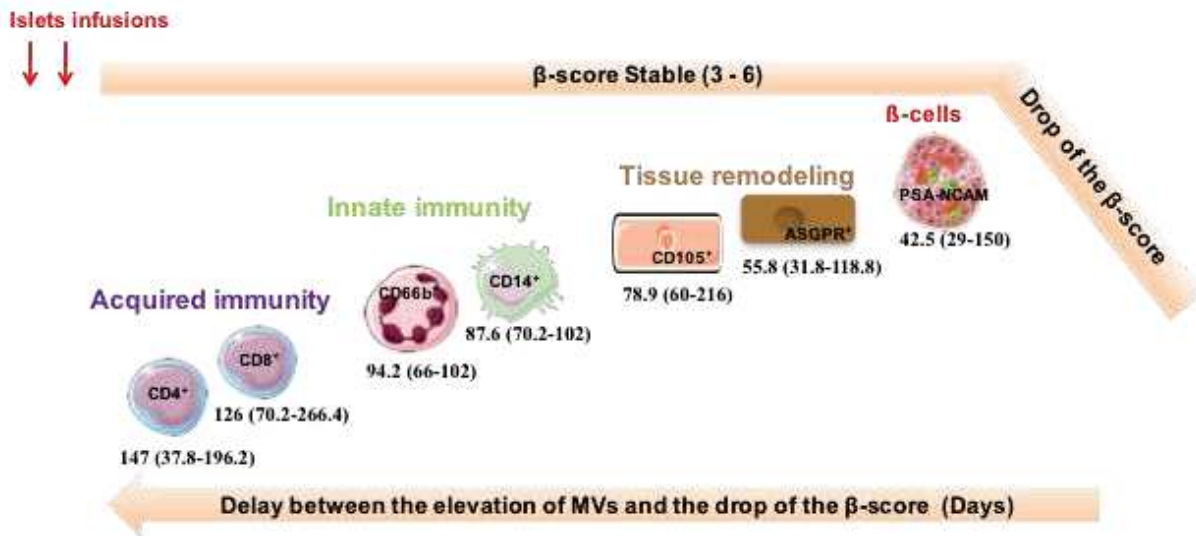 Islets infusions
β-score Stable (3 - 6)
Drop of the β-score
ß-cells
PSA-NCAM
42.5 (29-150)
Tissue remodeling
ASGPR⁺
55.8 (31.8-118.8)
CD105⁺
78.9 (60-216)
Innate immunity
CD14⁺
87.6 (70.2-102)
CD66b⁺
94.2 (66-102)
Acquired immunity
CD8⁺
126 (70.2-266.4)
CD4⁺
147 (37.8-196.2)
Delay between the elevation of MVs and the drop of the β-score (Days)